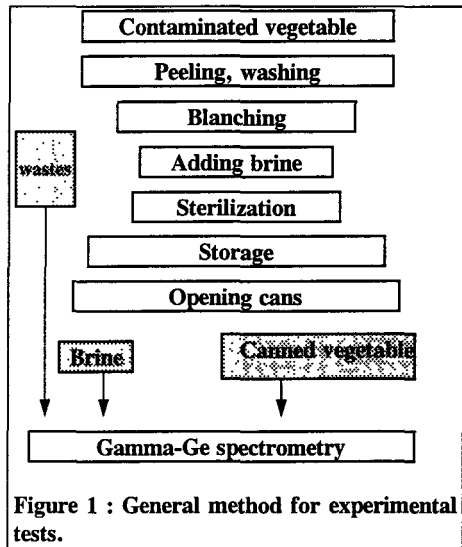 Contaminated vegetable
Peeling, washing
Blanching
wastes
Adding brine
Sterilization
Storage
Opening cans
Brine
Canned vegetable
Gamma-Ge spectrometry
Figure 1 : General method for experimental
tests.